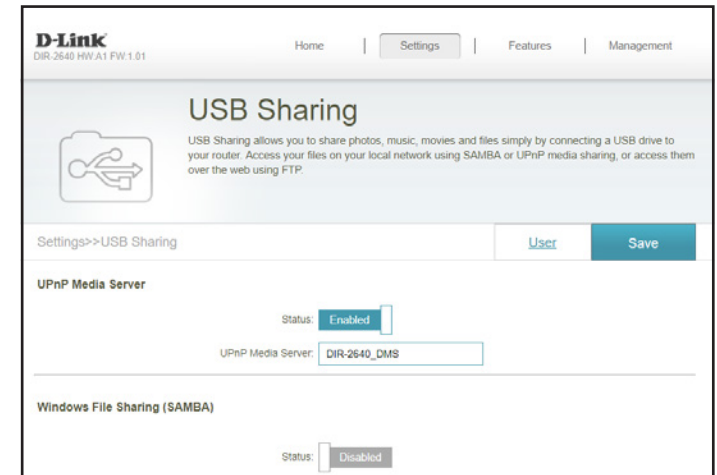 D-Link
DIR-2640 HW:A1 FW:1.01
Home | Settings | Features | Management
USB Sharing
USB Sharing allows you to share photos, music, movies and files simply by connecting a USB drive to
your router. Access your files on your local network using SAMBA or UPnP media sharing, or access them
over the web using FTP.
Settings>>USB Sharing User Save
UPnP Media Server
Status: Enabled
UPnP Media Server: DIR-2640_DMS
Windows File Sharing (SAMBA)
Status: Disabled